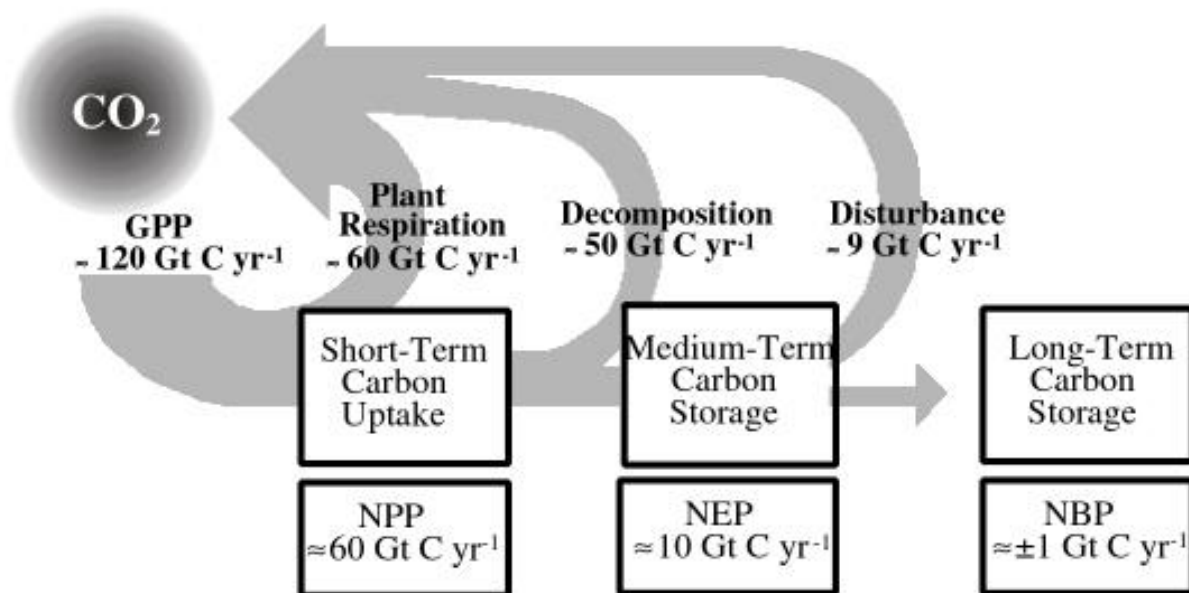 CO₂
GPP
~ 120 Gt C yr⁻¹
Plant
Respiration
~ 60 Gt C yr⁻¹
Decomposition
~ 50 Gt C yr⁻¹
Disturbance
~ 9 Gt C yr⁻¹
Short-Term
Carbon
Uptake
Medium-Term
Carbon
Storage
Long-Term
Carbon
Storage
NPP
≈60 Gt C yr⁻¹
NEP
≈10 Gt C yr⁻¹
NBP
≈±1 Gt C yr⁻¹